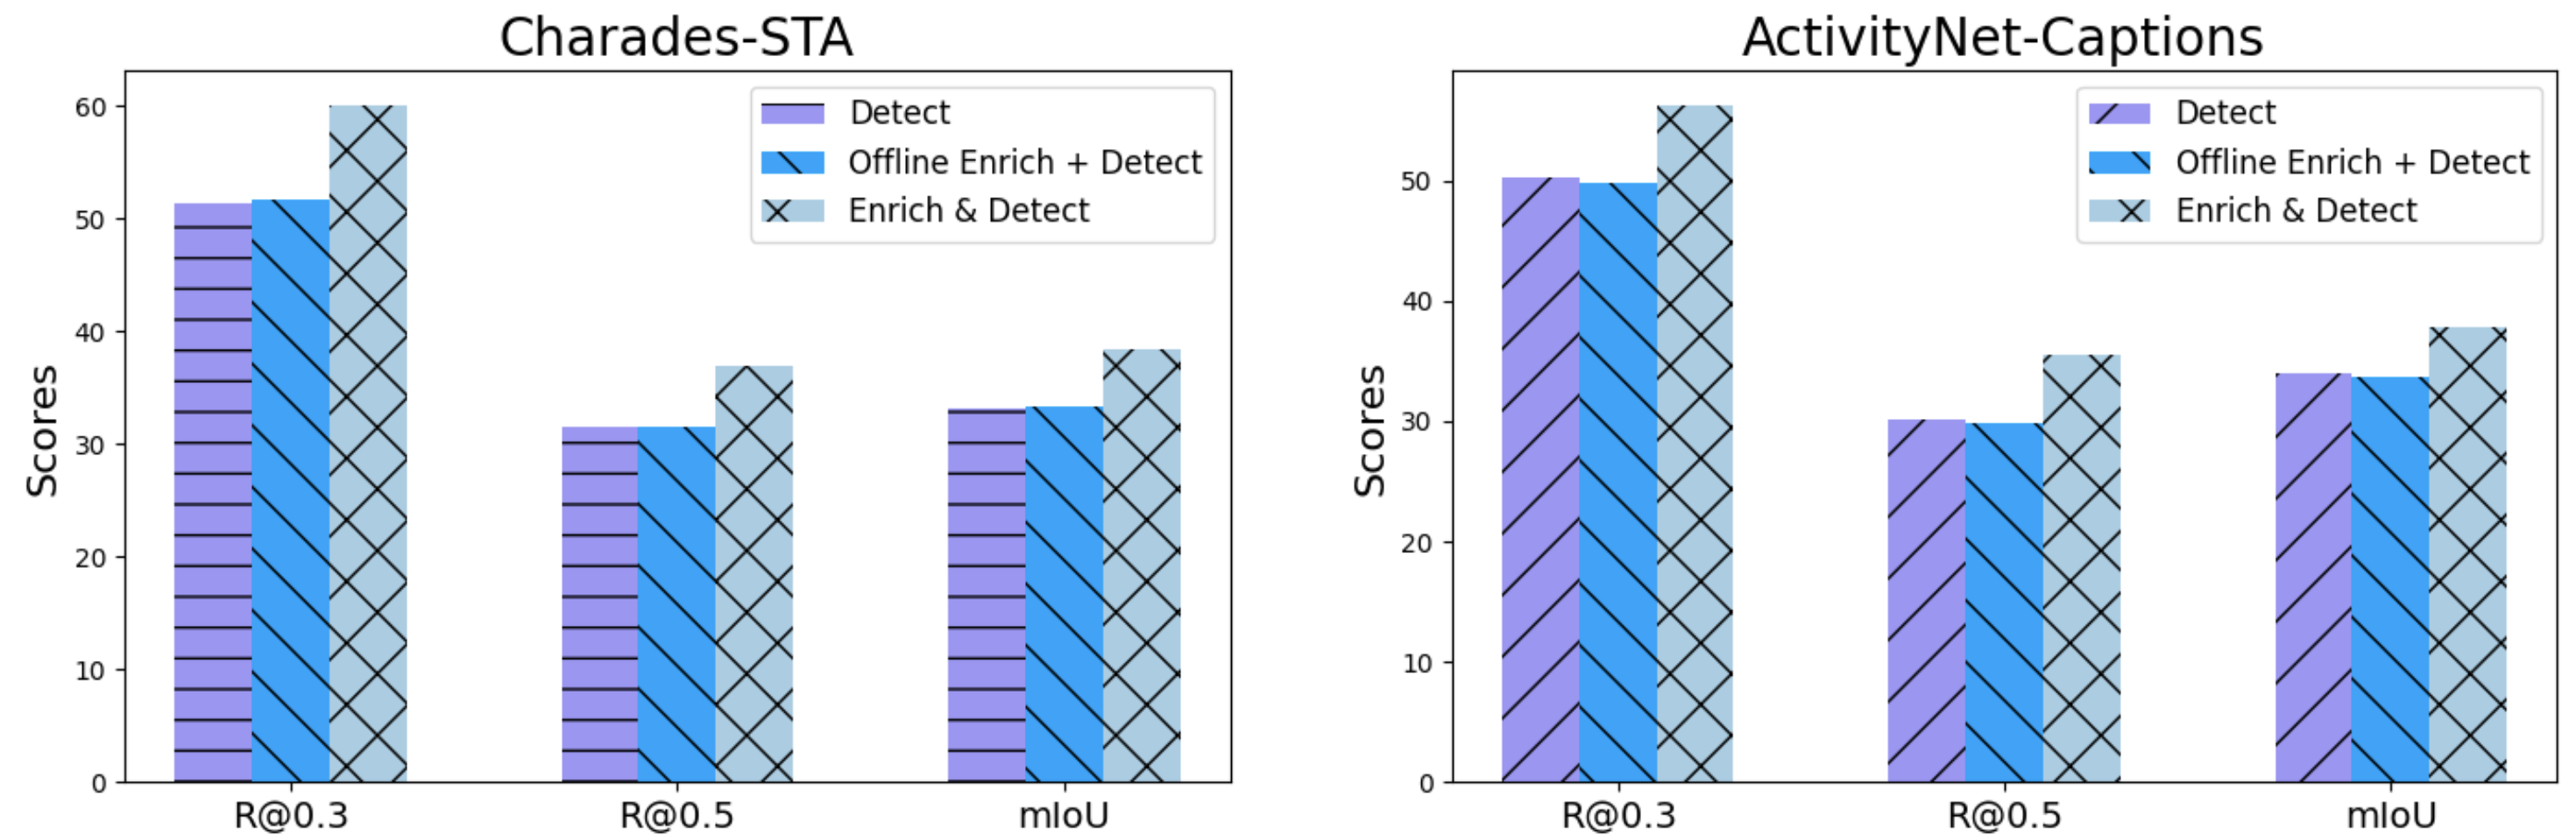 Charades-STA
60
50
40
30
20
10
0
Scores
Detect
Offline Enrich + Detect
Enrich & Detect
R@0.3
R@0.5
mIoU
ActivityNet-Captions
50
40
30
20
10
0
Scores
Detect
Offline Enrich + Detect
Enrich & Detect
R@0.3
R@0.5
mIoU